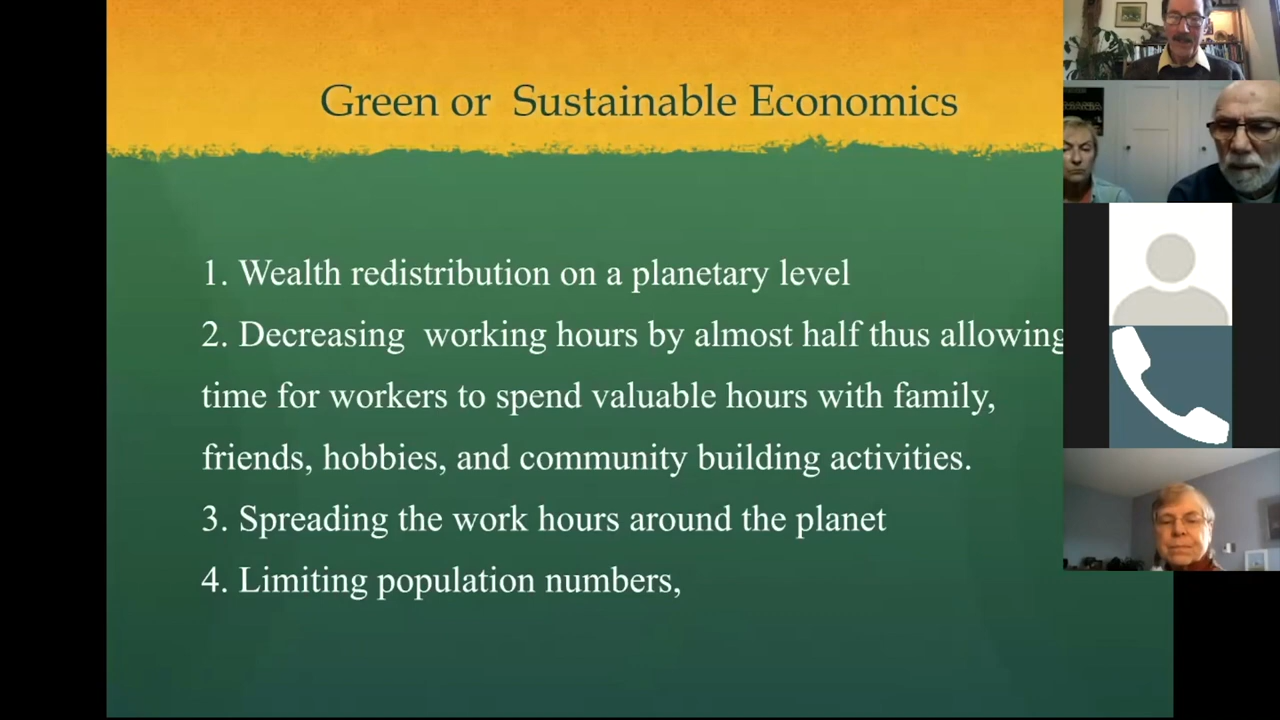 Green or  Sustainable Economics
1. Wealth redistribution on a planetary level
2. Decreasing  working hours by almost half thus allowing
time for workers to spend valuable hours with family,
friends, hobbies, and community building activities.
3. Spreading the work hours around the planet
4. Limiting population numbers,